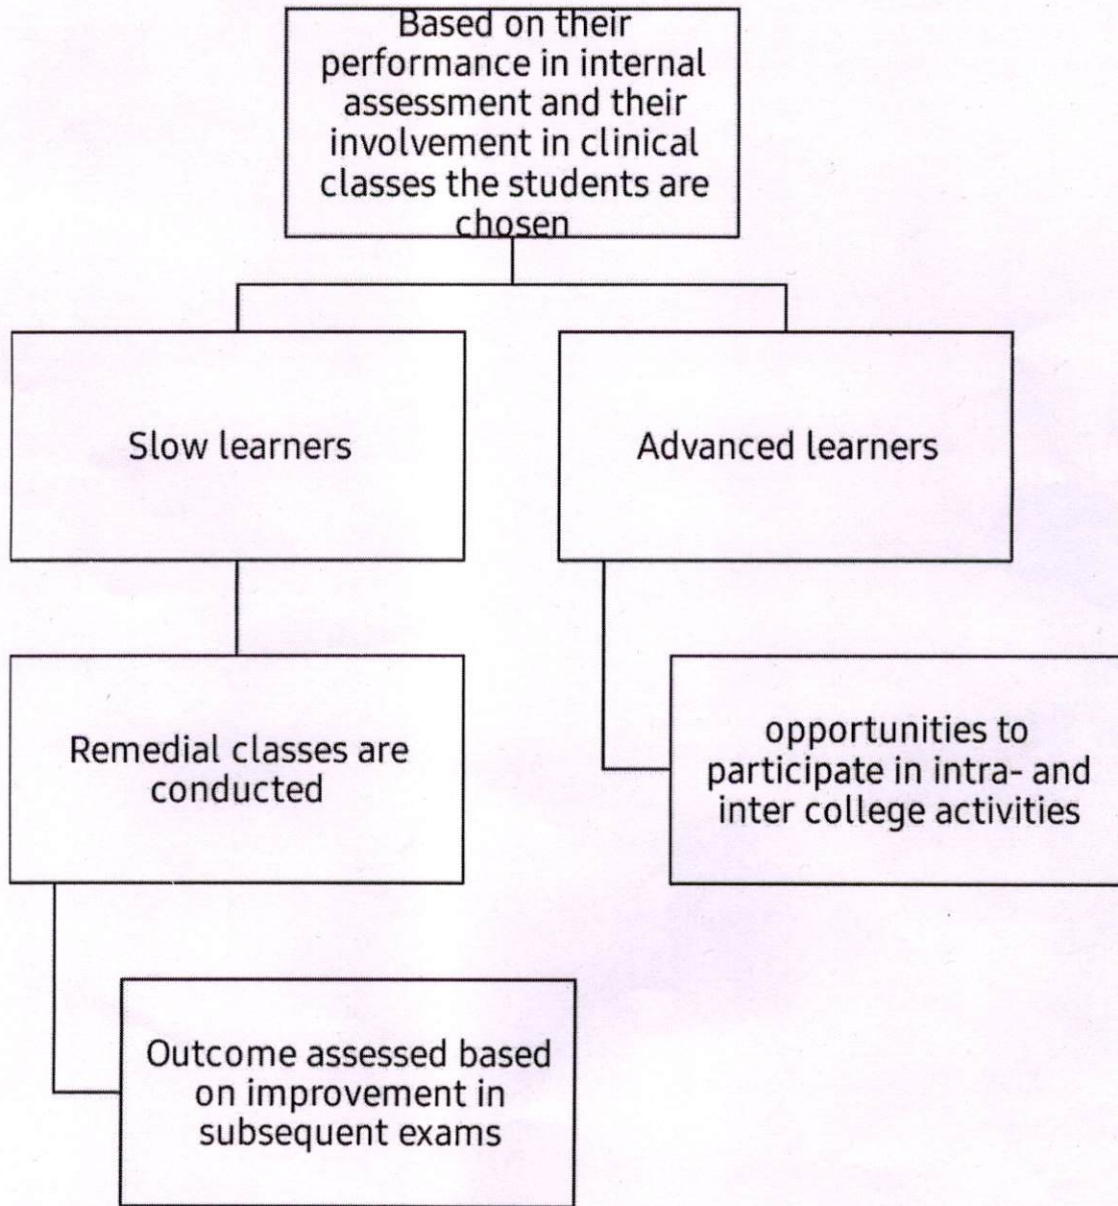 Based on their
performance in internal
assessment and their
involvement in clinical
classes the students are
chosen
Slow learners
Advanced learners
Remedial classes are
conducted
opportunities to
participate in intra- and
inter college activities
Outcome assessed based
on improvement in
subsequent exams